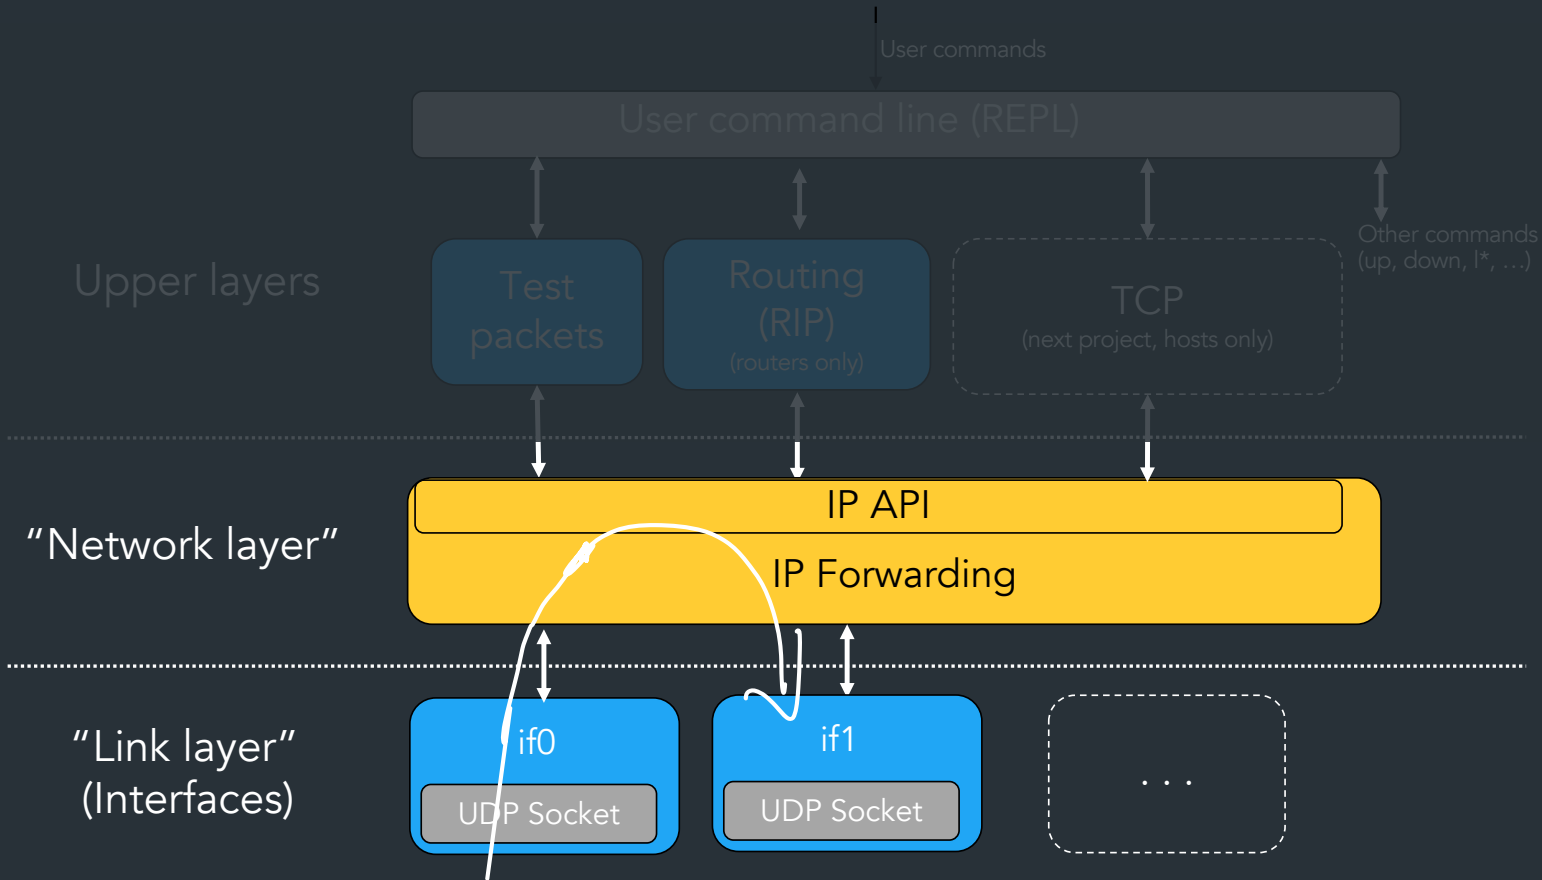 User commands
User command line (REPL)
Other commands
(up, down, l*, …)
Upper layers
Test
packets
Routing
(RIP)
(routers only)
TCP
(next project, hosts only)
“Network layer”
IP API
IP Forwarding
“Link layer”
(Interfaces)
if0
UDP Socket
if1
UDP Socket
. . .